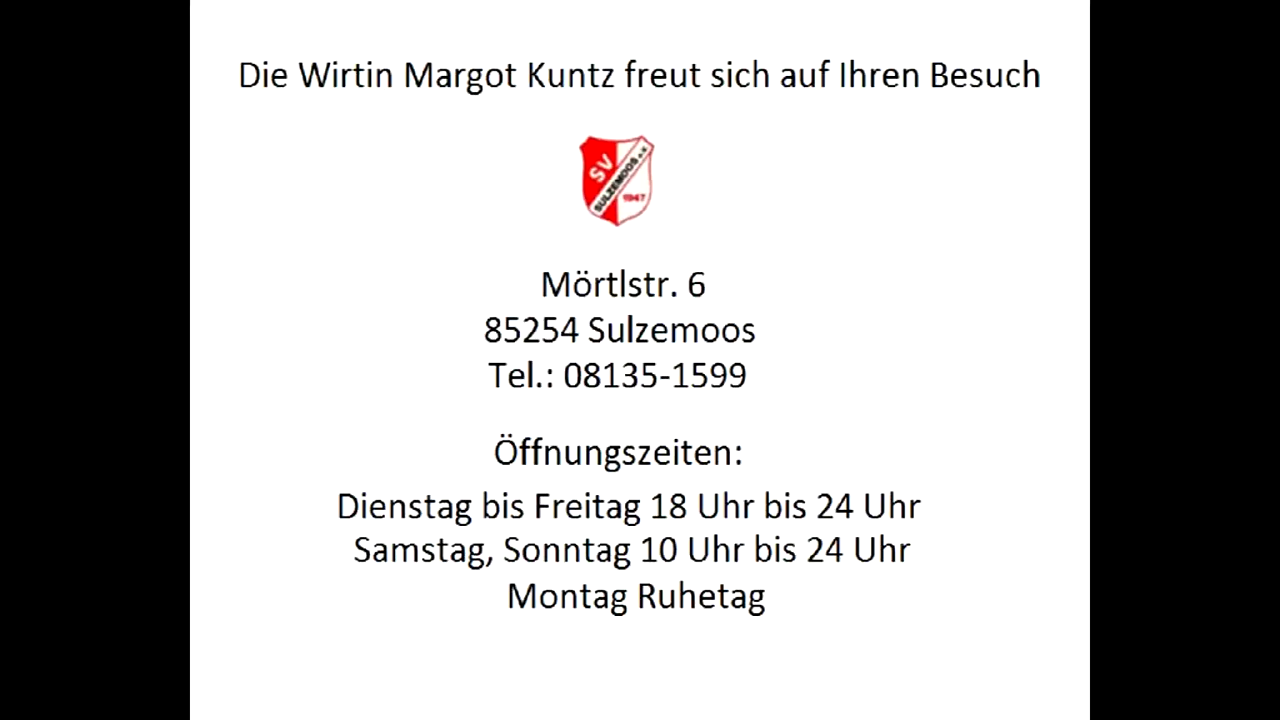 Die Wirtin Margot Kuntz freut sich auf Ihren Besuch
SV
SULZEMOOS e.V.
1947
Mörtlstr. 6
85254 Sulzemoos
Tel.: 08135-1599
Öffnungszeiten:
Dienstag bis Freitag 18 Uhr bis 24 Uhr
Samstag, Sonntag 10 Uhr bis 24 Uhr
Montag Ruhetag